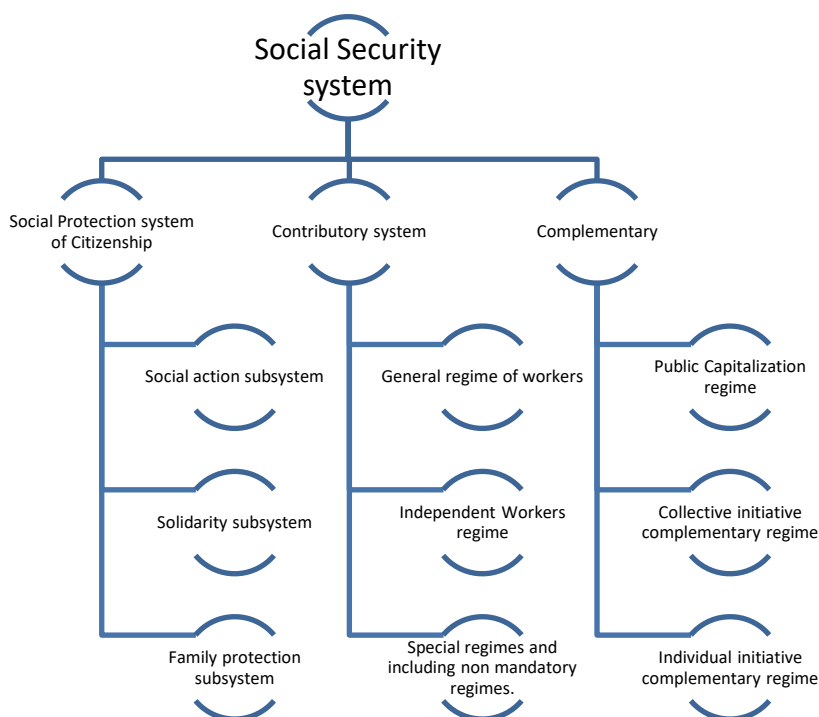 Social Security
system
Social Protection system
of Citizenship
Contributory system
Complementary
Social action subsystem
General regime of workers
Public Capitalization
regime
Solidarity subsystem
Independent Workers
regime
Collective initiative
complementary regime
Family protection
subsystem
Special regimes and
including non mandatory
regimes.
Individual initiative
complementary regime